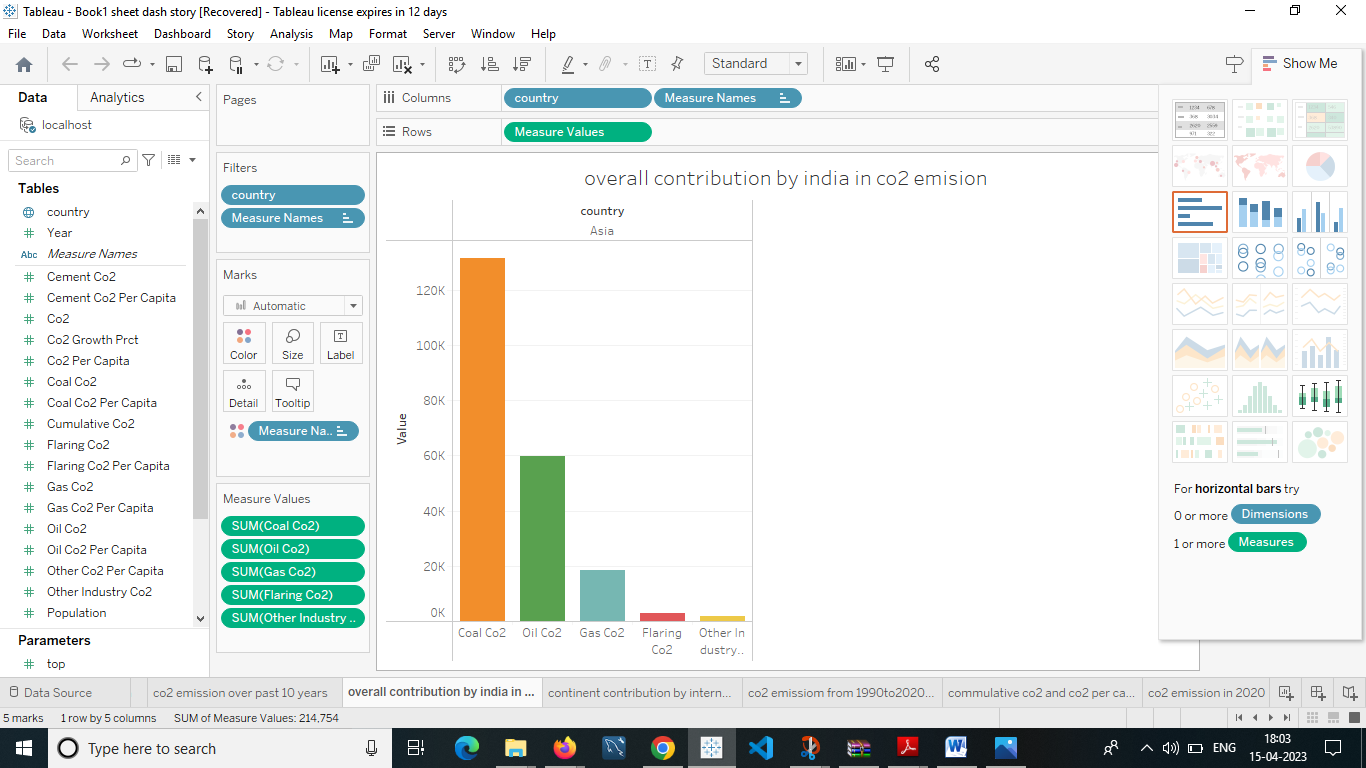 Tableau - Book1 sheet dash story [Recovered] - Tableau license expires in 12 days
File Data Worksheet Dashboard Story Analysis Map Format Server Window Help
Standard
Show Me
Data Analytics
localhost
Search
Tables
country
Year
Abc Measure Names
Cement Co2
Cement Co2 Per Capita
Co2
Co2 Growth Prct
Co2 Per Capita
Coal Co2
Coal Co2 Per Capita
Cumulative Co2
Flaring Co2
Flaring Co2 Per Capita
Gas Co2
Gas Co2 Per Capita
Oil Co2
Oil Co2 Per Capita
Other Co2 Per Capita
Other Industry Co2
Population
Parameters
top
Pages
Filters
country
Measure Names
Marks
Automatic
Color Size Label
Detail Tooltip
Measure Na..
Measure Values
SUM(Coal Co2)
SUM(Oil Co2)
SUM(Gas Co2)
SUM(Flaring Co2)
SUM(Other Industry ..
Columns country Measure Names
Rows Measure Values
overall contribution by india in co2 emision
country
Asia
Value
120K
100K
80K
60K
40K
20K
0K
Coal Co2 Oil Co2 Gas Co2 Flaring Co2 Other In dustry..
For horizontal bars try
0 or more Dimensions
1 or more Measures
Data Source co2 emission over past 10 years overall contribution by india in ... continent contribution by intern... co2 emissiom from 1990to2020... commulative co2 and co2 per ca... co2 emission in 2020
5 marks 1 row by 5 columns SUM of Measure Values: 214,754
Type here to search
ENG
18:03
15-04-2023